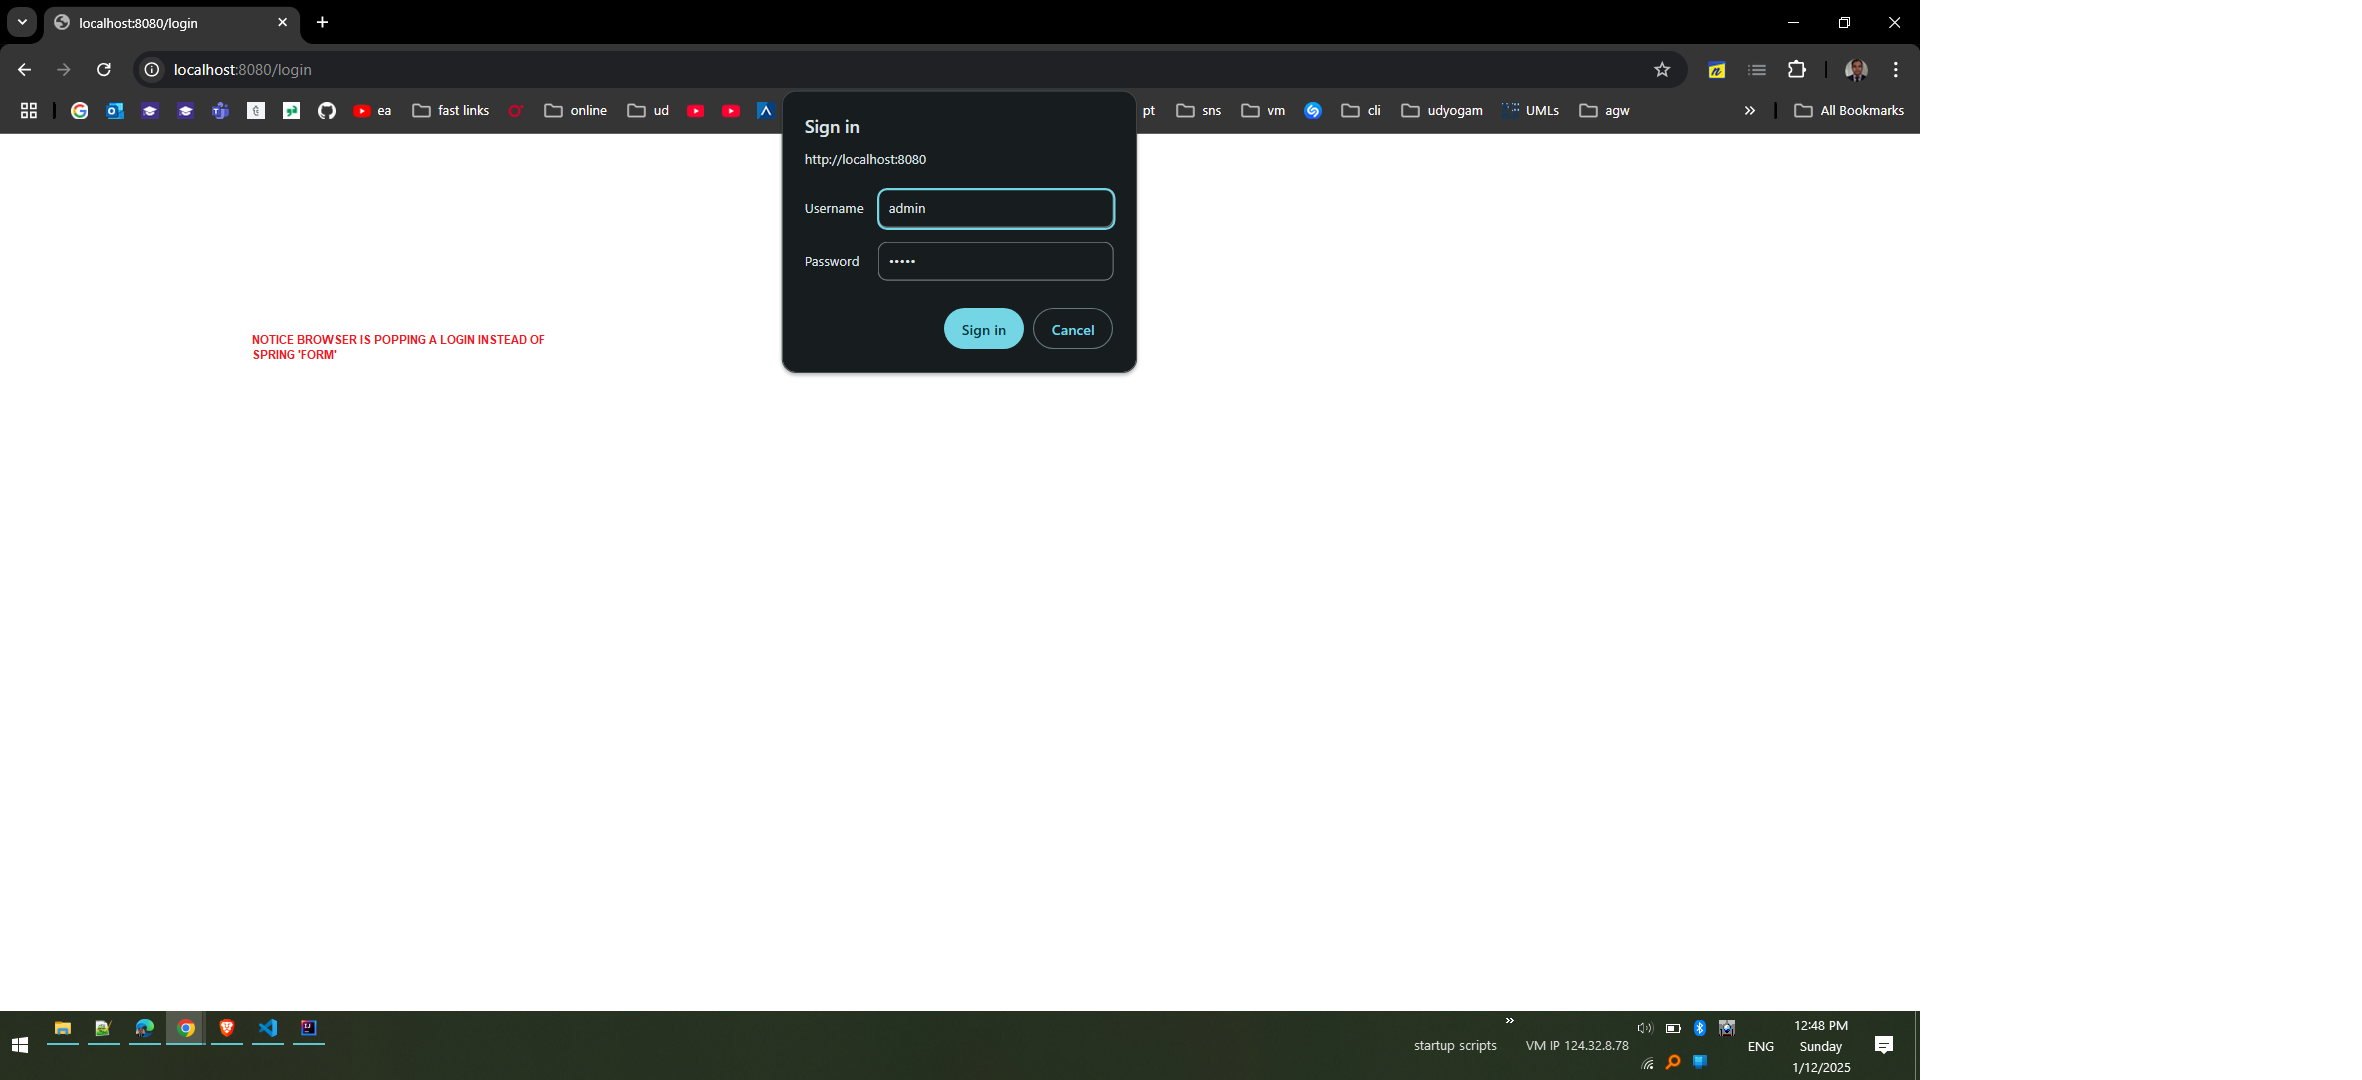 localhost:8080/login
localhost:8080/login
ea
fast links
online
ud
pt
sns
vm
cli
udyogam
UMLs
agw
All Bookmarks
Sign in
http://localhost:8080
Username
admin
Password
•••••
Sign in
Cancel
NOTICE BROWSER IS POPPING A LOGIN INSTEAD OF
SPRING 'FORM'
startup scripts
VM IP 124.32.8.78
ENG
12:48 PM
Sunday
1/12/2025